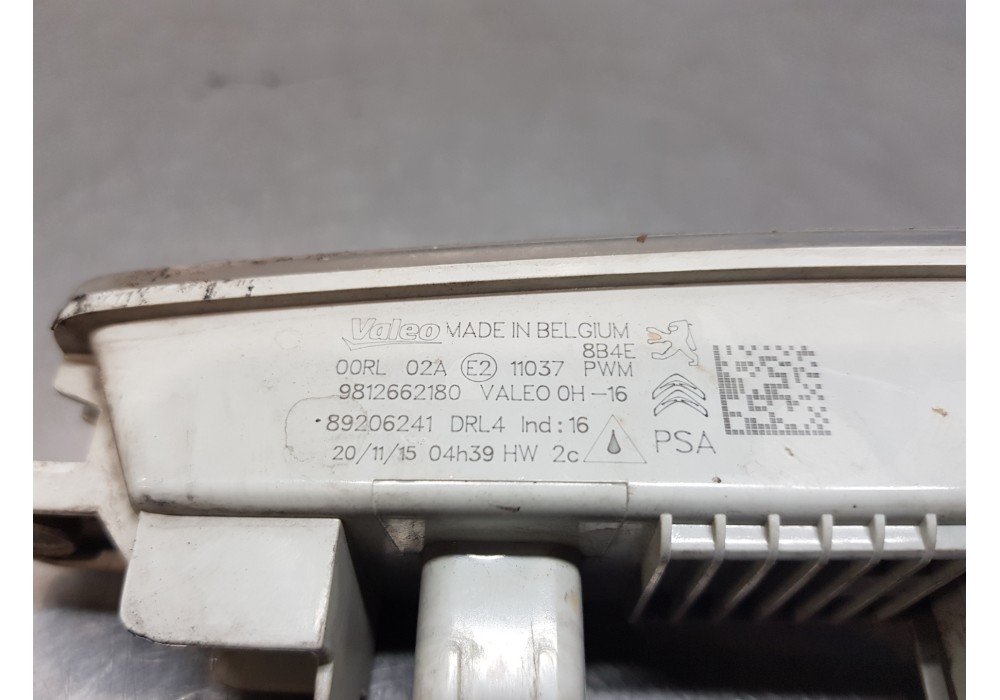 Valeo MADE IN BELGIUM
8B4E
00RL 02A E2 11037 PWM
9812662180 VALEO 0H-16
89206241 DRL4 Ind:16
20/11/15 04h39 HW 2c
PSA